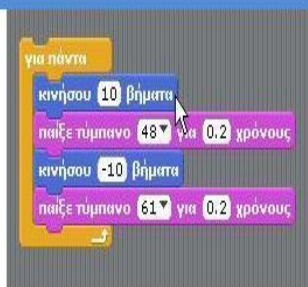 για πάντα
κινήσου 10 βήματα
παίξε τύμπανο 48 για 0.2 χρόνους
κινήσου -10 βήματα
παίξε τύμπανο 61 για 0.2 χρόνους